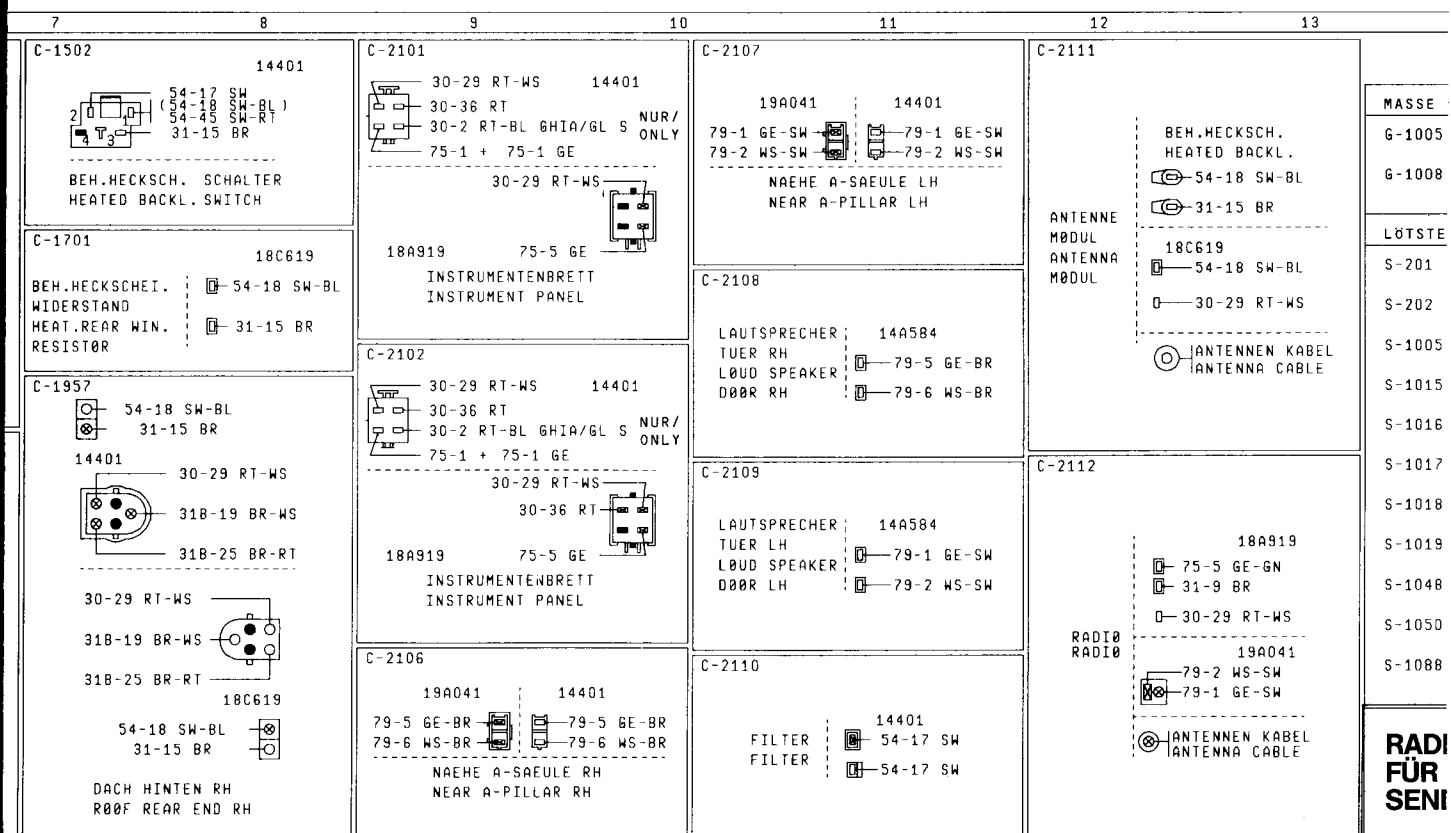 7 8 9 10 11 12 13
C-1502
14401
54-17 SW
(54-18 SW-BL)
54-45 SW-RT
31-15 BR
2 1
4 3
BEH.HECKSCH. SCHALTER
HEATED BACKL. SWITCH
C-1701
18C619
BEH.HECKSCHEI.
WIDERSTAND
HEAT.REAR WIN.
RESISTØR
54-18 SW-BL
31-15 BR
C-1957
54-18 SW-BL
31-15 BR
14401
30-29 RT-WS
31B-19 BR-WS
31B-25 BR-RT
30-29 RT-WS
31B-19 BR-WS
31B-25 BR-RT
18C619
54-18 SW-BL
31-15 BR
DACH HINTEN RH
RØØF REAR END RH
C-2101
30-29 RT-WS 14401
30-36 RT
30-2 RT-BL GHIA/GL S NUR/
ONLY
75-1 + 75-1 GE
30-29 RT-WS
18A919 75-5 GE
INSTRUMENTENBRETT
INSTRUMENT PANEL
C-2102
30-29 RT-WS 14401
30-36 RT
30-2 RT-BL GHIA/GL S NUR/
ONLY
75-1 + 75-1 GE
30-29 RT-WS
30-36 RT
18A919 75-5 GE
INSTRUMENTENBRETT
INSTRUMENT PANEL
C-2106
19A041 14401
79-5 GE-BR 79-5 GE-BR
79-6 WS-BR 79-6 WS-BR
NAEHE A-SAEULE RH
NEAR A-PILLAR RH
C-2107
19A041 14401
79-1 GE-SW 79-1 GE-SW
79-2 WS-SW 79-2 WS-SW
NAEHE A-SAEULE LH
NEAR A-PILLAR LH
C-2108
LAUTSPRECHER
TUER RH
LØUD SPEAKER
DØØR RH
14A584
79-5 GE-BR
79-6 WS-BR
C-2109
LAUTSPRECHER
TUER LH
LØUD SPEAKER
DØØR LH
14A584
79-1 GE-SW
79-2 WS-SW
C-2110
FILTER
FILTER
14401
54-17 SW
54-17 SW
C-2111
BEH.HECKSCH.
HEATED BACKL.
54-18 SW-BL
31-15 BR
ANTENNE
MØDUL
ANTENNA
MØDUL
18C619
54-18 SW-BL
30-29 RT-WS
ANTENNEN KABEL
ANTENNA CABLE
C-2112
18A919
75-5 GE-GN
31-9 BR
30-29 RT-WS
RADIØ
RADIØ
19A041
79-2 WS-SW
79-1 GE-SW
ANTENNEN KABEL
ANTENNA CABLE
MASSE
G-1005
G-1008
LÖTSTE
S-201
S-202
S-1005
S-1015
S-1016
S-1017
S-1018
S-1019
S-1048
S-1050
S-1088
RADI
FÜR
SEN